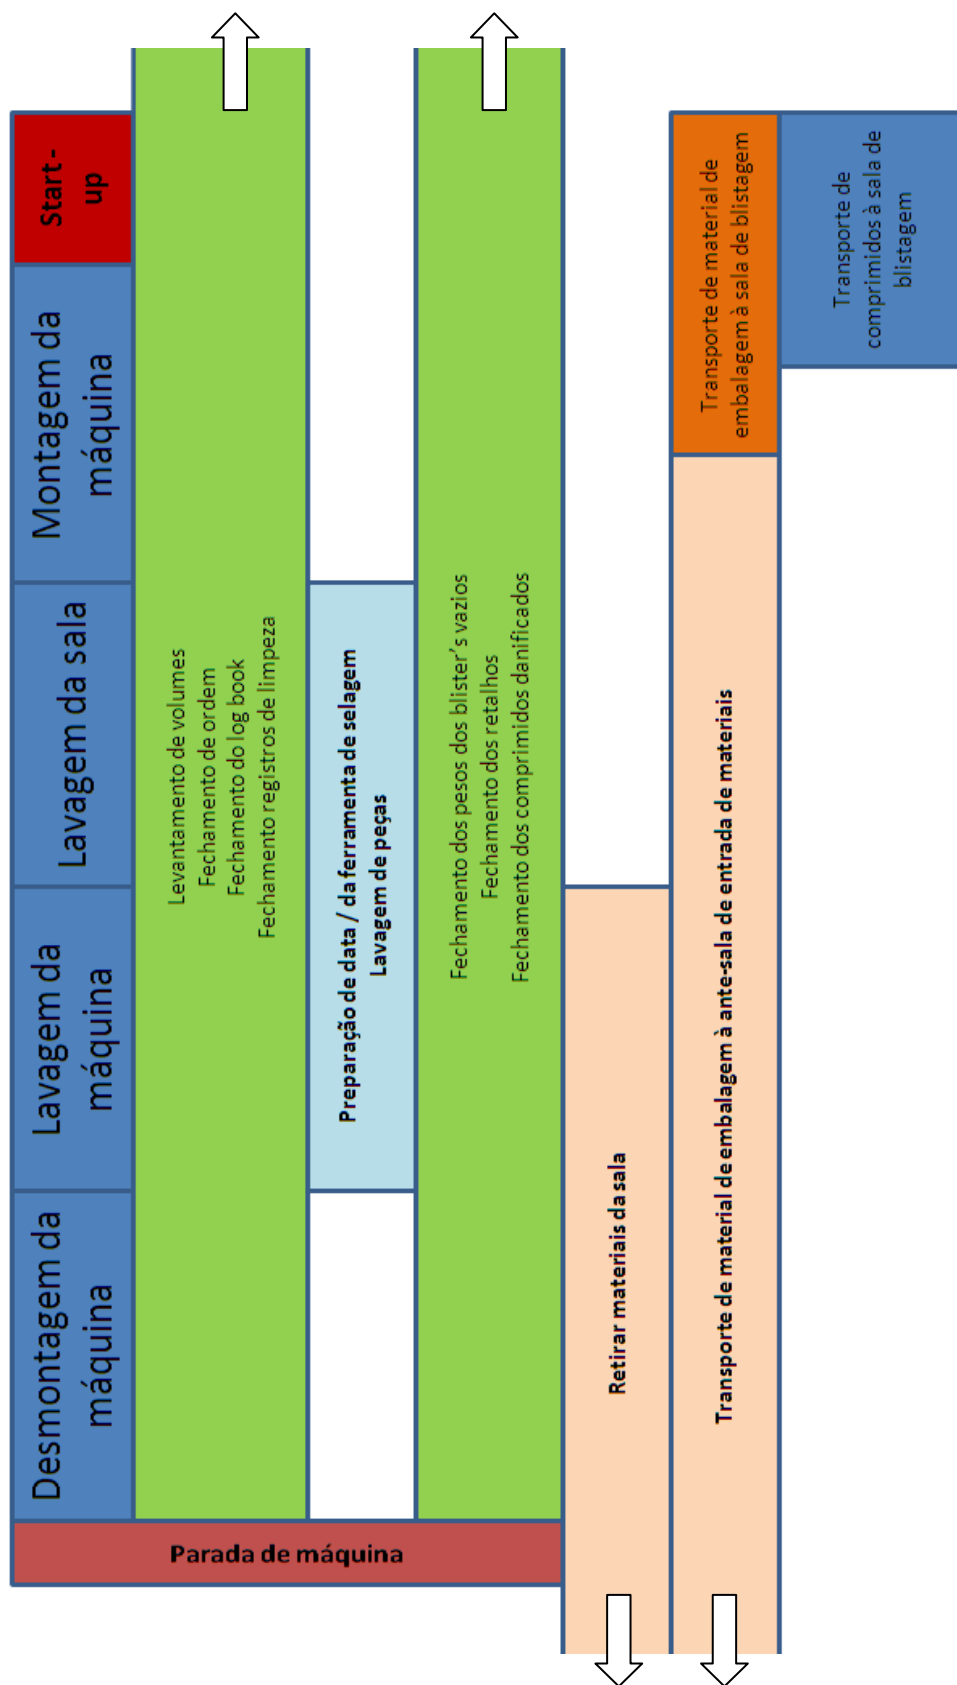 Parada de máquina
Desmontagem da
máquina
Lavagem da
máquina
Lavagem da sala
Montagem da
máquina
Start -
up
Levantamento de volumes
Fechamento de ordem
Fechamento do log book
Fechamento registros de limpeza
Preparação de data / da ferramenta de selagem
Lavagem de peças
Fechamento dos pesos dos blister's vazios
Fechamento dos retalhos
Fechamento dos comprimidos danificados
Retirar materiais da sala
Transporte de material de embalagem à ante-sala de entrada de materiais
Transporte de material de
embalagem à sala de blistagem
Transporte de
comprimidos à sala de
blistagem